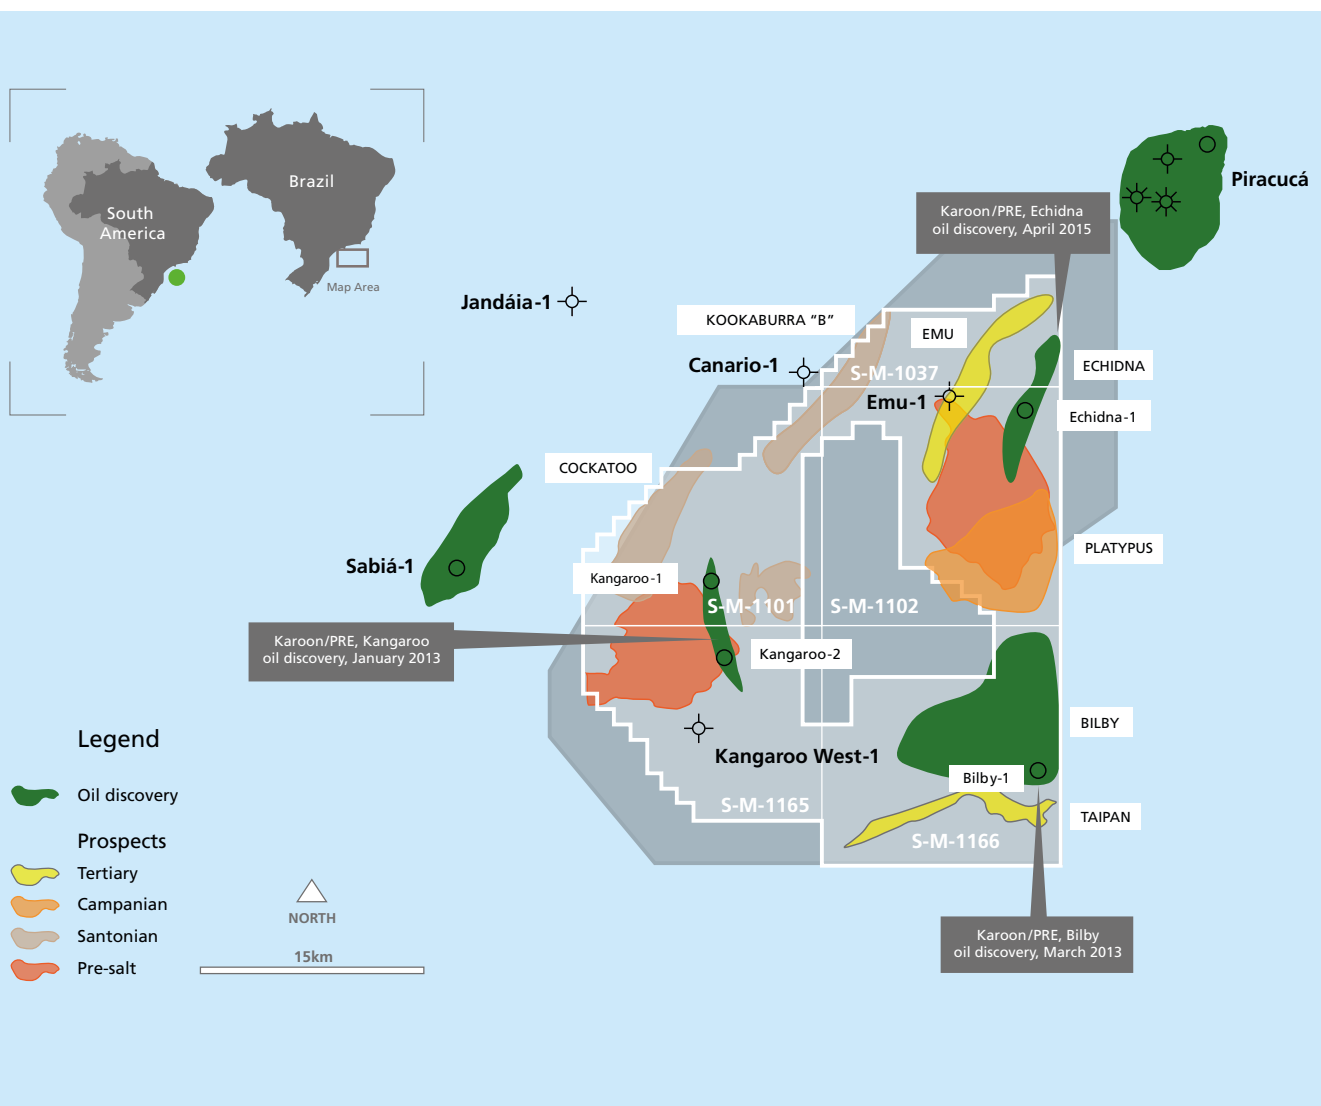 South
America
Brazil
Map Area
Piracucá
Karoon/PRE, Echidna
oil discovery, April 2015
Jandáia-1
KOOKABURRA “B”
EMU
Canario-1
S-M-1037
ECHIDNA
Emu-1
Echidna-1
COCKATOO
Sabiá-1
PLATYPUS
Kangaroo-1
S-M-1101
S-M-1102
Karoon/PRE, Kangaroo
oil discovery, January 2013
Kangaroo-2
BILBY
Kangaroo West-1
Bilby-1
S-M-1165
TAIPAN
S-M-1166
Karoon/PRE, Bilby
oil discovery, March 2013
Legend
Oil discovery
Prospects
Tertiary
Campanian
Santonian
Pre-salt
NORTH
15km